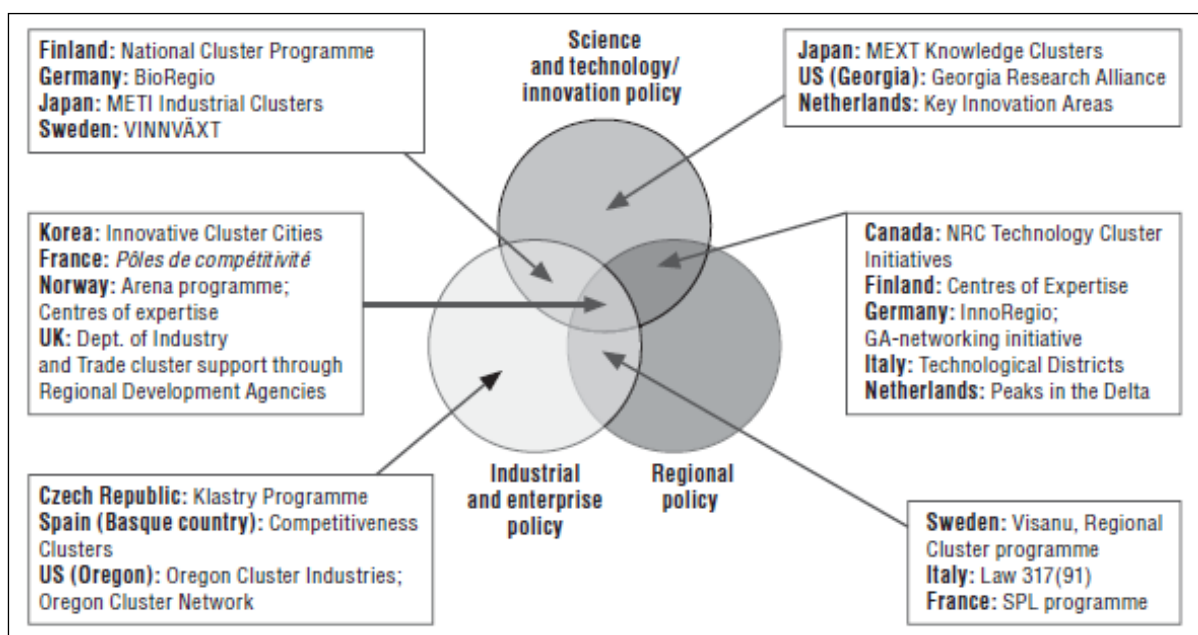 Finland: National Cluster Programme
Germany: BioRegio
Japan: METI Industrial Clusters
Sweden: VINNVÄXT
Science
and technology/
innovation policy
Japan: MEXT Knowledge Clusters
US (Georgia): Georgia Research Alliance
Netherlands: Key Innovation Areas
Korea: Innovative Cluster Cities
France: Pôles de compétitivité
Norway: Arena programme;
Centres of expertise
UK: Dept. of Industry
and Trade cluster support through
Regional Development Agencies
Canada: NRC Technology Cluster
Initiatives
Finland: Centres of Expertise
Germany: InnoRegio;
GA-networking initiative
Italy: Technological Districts
Netherlands: Peaks in the Delta
Industrial
and enterprise
policy
Regional
policy
Czech Republic: Klastry Programme
Spain (Basque country): Competitiveness
Clusters
US (Oregon): Oregon Cluster Industries;
Oregon Cluster Network
Sweden: Visanu, Regional
Cluster programme
Italy: Law 317(91)
France: SPL programme